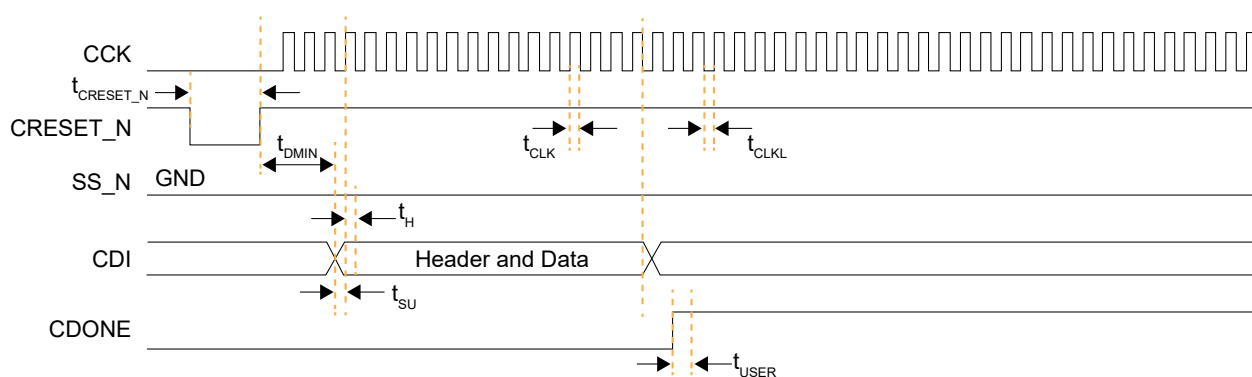 CCK
tCRESET_N
CRESET_N
tDMIN
tCLK
tCLKL
SS_N
GND
tH
CDI
Header and Data
tSU
CDONE
tUSER